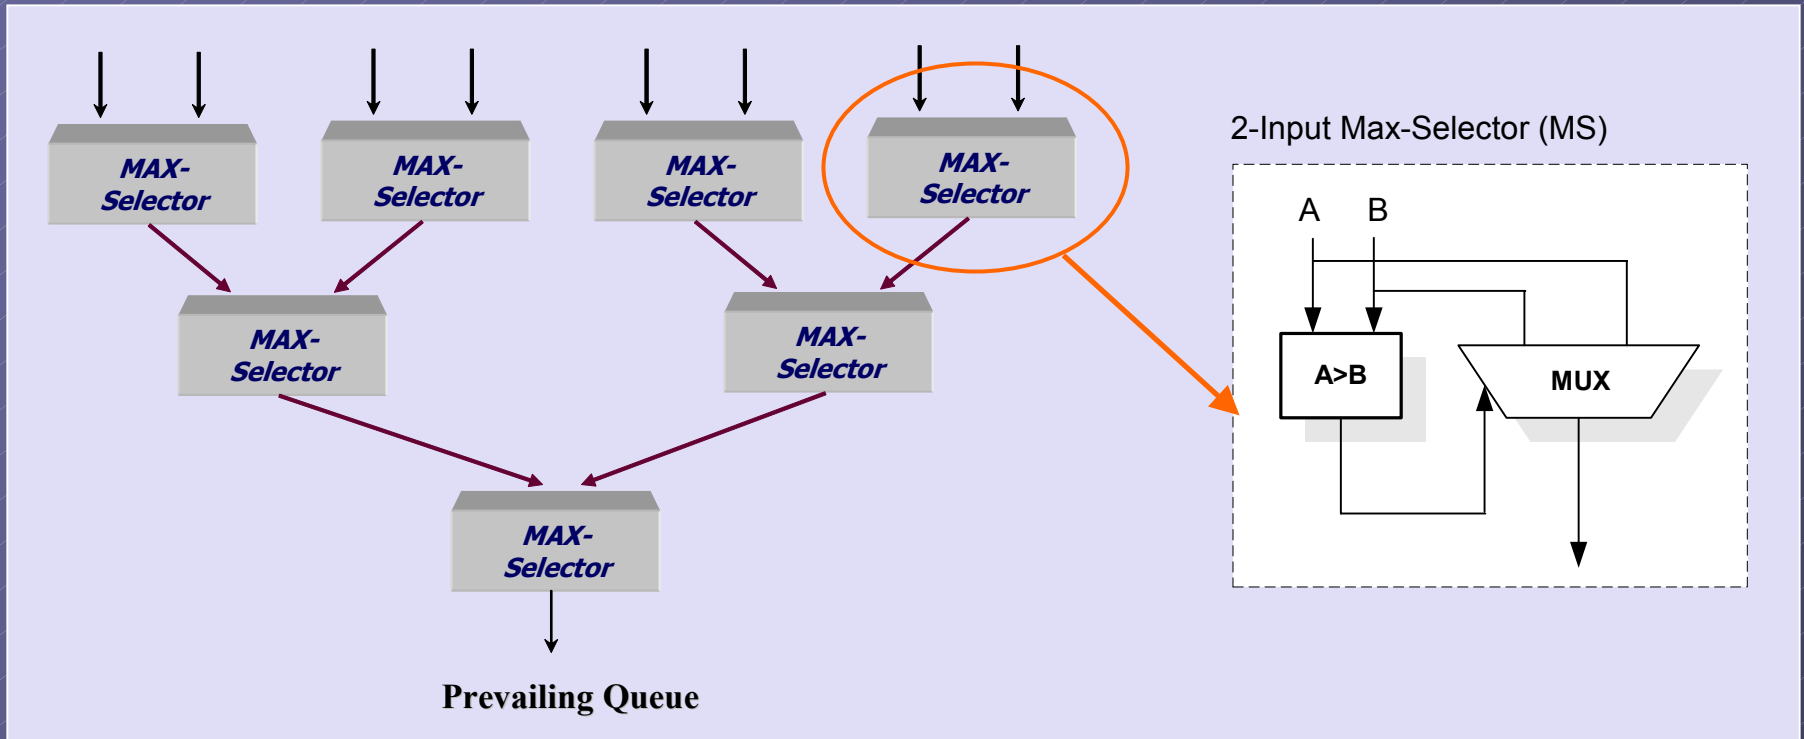 MAX-
Selector
MAX-
Selector
MAX-
Selector
MAX-
Selector
MAX-
Selector
MAX-
Selector
MAX-
Selector
Prevailing Queue
2-Input Max-Selector (MS)
A B
A>B
MUX